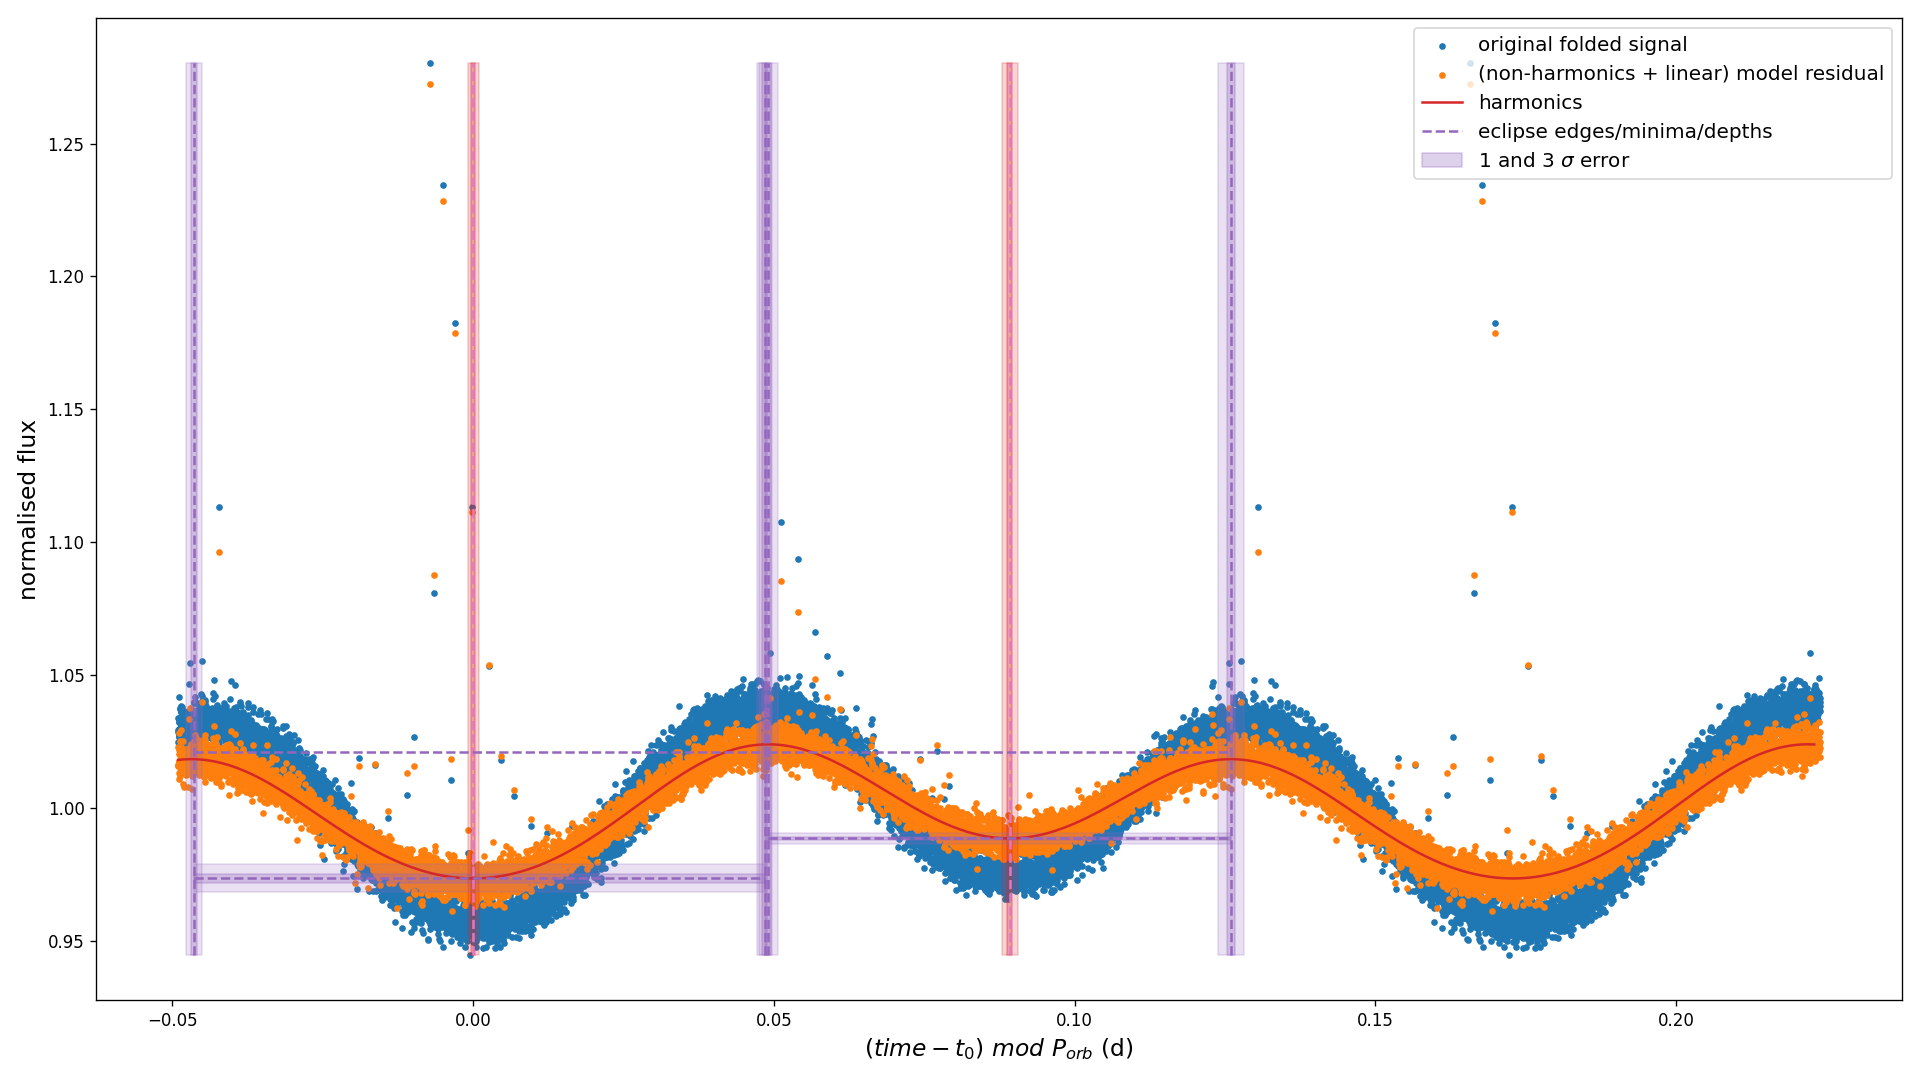 original folded signal
(non-harmonics + linear) model residual
harmonics
eclipse edges/minima/depths
1 and 3 σ error
normalised flux
1.25
1.20
1.15
1.10
1.05
1.00
0.95
−0.05 0.00 0.05 0.10 0.15 0.20
(time − t₀) mod Pₒᵣb (d)